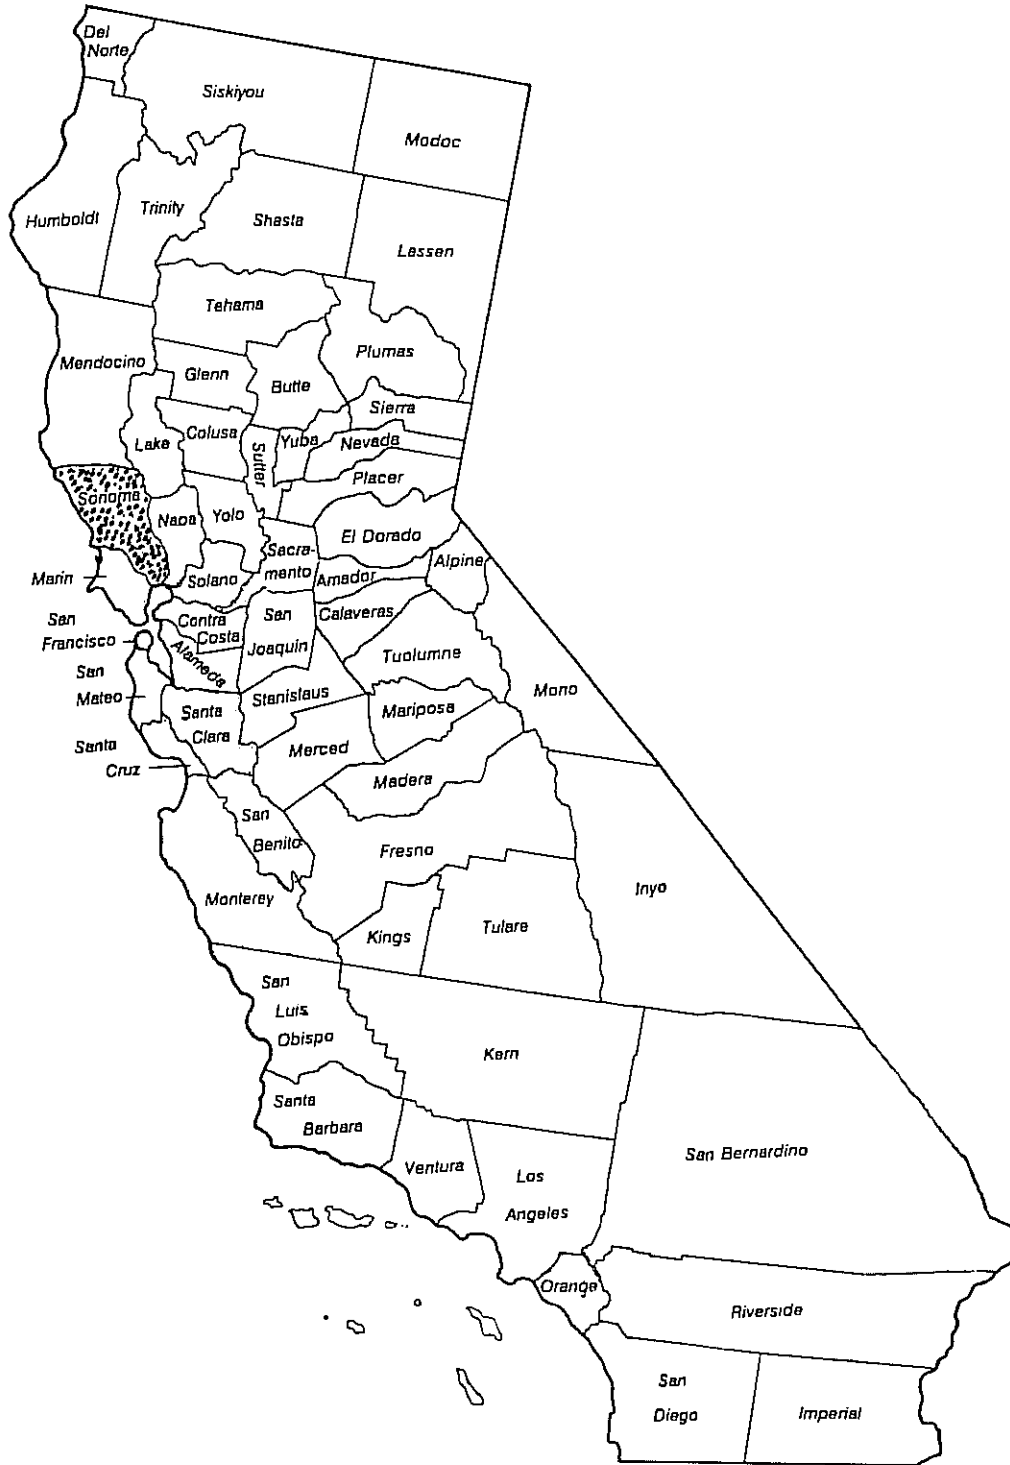 Del
Norte
Siskiyou
Modoc
Humboldt
Trinity
Shasta
Lassen
Tehama
Plumas
Mendocino
Glenn
Butte
Sierra
Lake
Colusa
Sutter
Yuba
Nevada
Placer
Sonoma
Napa
Yolo
El Dorado
Sacra-
mento
Alpine
Marin
Solano
Amador
San
Francisco
Contra
Costa
San
Joaquin
Calaveras
Alameda
Tuolumne
San
Mateo
Stanislaus
Mono
Santa
Clara
Mariposa
Santa
Cruz
Merced
Madera
San
Benito
Fresno
Monterey
Inyo
Kings
Tulare
San
Luis
Obispo
Kern
Santa
Barbara
Ventura
Los
Angeles
San Bernardino
Orange
Riverside
San
Diego
Imperial